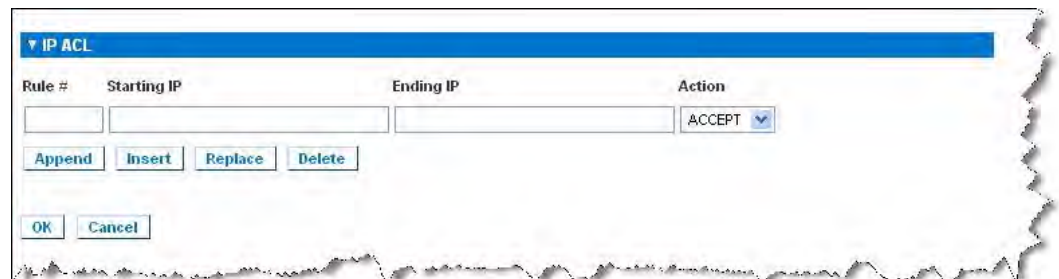 ▼ IP ACL
Rule # Starting IP Ending IP Action
ACCEPT
Append Insert Replace Delete
OK Cancel